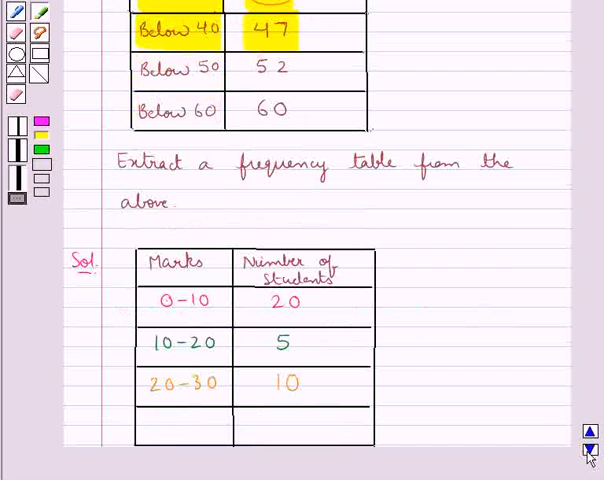 Below 40 47
Below 50 52
Below 60 60
Extract a frequency table from the
above.
Sol. Marks Number of
Students
0-10 20
10-20 5
20-30 10